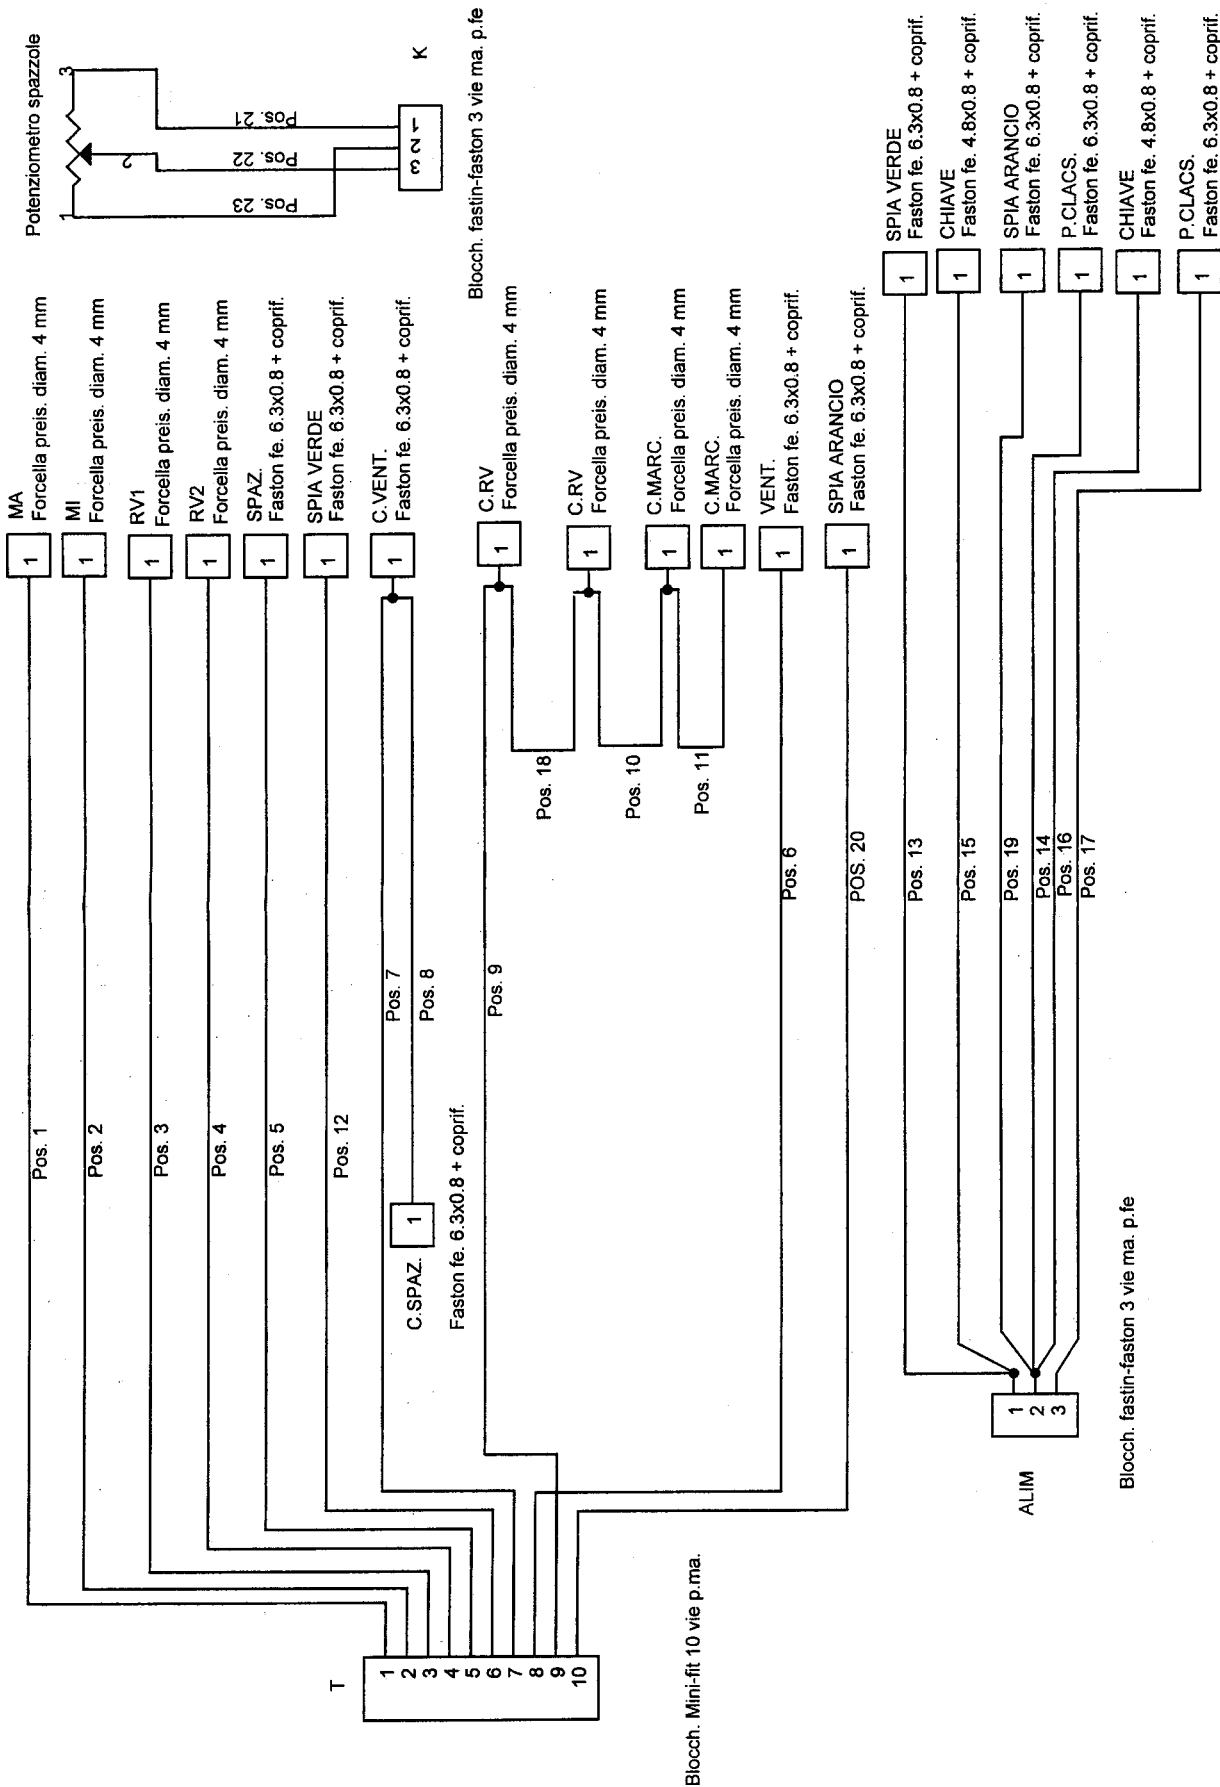 T
1
2
3
4
5
6
7
8
9
10
Blocch. Mini-fit 10 vie p.ma.
Pos. 1
1
MA
Forcella preis. diam. 4 mm
Pos. 2
1
MI
Forcella preis. diam. 4 mm
Pos. 3
1
RV1
Forcella preis. diam. 4 mm
Pos. 4
1
RV2
Forcella preis. diam. 4 mm
Pos. 5
1
SPAZ.
Faston fe. 6.3x0.8 + coprif.
Pos. 12
1
SPIA VERDE
Faston fe. 6.3x0.8 + coprif.
Pos. 7
1
C.VENT.
Faston fe. 6.3x0.8 + coprif.
Pos. 8
C.SPAZ.
1
Faston fe. 6.3x0.8 + coprif.
Pos. 9
1
C.RV
Forcella preis. diam. 4 mm
Pos. 18
1
C.RV
Forcella preis. diam. 4 mm
Pos. 10
1
C.MARC.
Forcella preis. diam. 4 mm
Pos. 11
1
C.MARC.
Forcella preis. diam. 4 mm
Pos. 6
1
VENT.
Faston fe. 6.3x0.8 + coprif.
POS. 20
1
SPIA ARANCIO
Faston fe. 6.3x0.8 + coprif.
Potenziometro spazzole
1
2
3
Pos. 21
Pos. 22
Pos. 23
1
2
3
K
Blocch. fastin-faston 3 vie ma. p.fe
ALIM
1
2
3
Blocch. fastin-faston 3 vie ma. p.fe
Pos. 13
1
SPIA VERDE
Faston fe. 6.3x0.8 + coprif.
Pos. 15
1
CHIAVE
Faston fe. 4.8x0.8 + coprif.
Pos. 19
1
SPIA ARANCIO
Faston fe. 6.3x0.8 + coprif.
Pos. 14
1
P.CLACS.
Faston fe. 6.3x0.8 + coprif.
Pos. 16
1
CHIAVE
Faston fe. 4.8x0.8 + coprif.
Pos. 17
1
P.CLACS.
Faston fe. 6.3x0.8 + coprif.